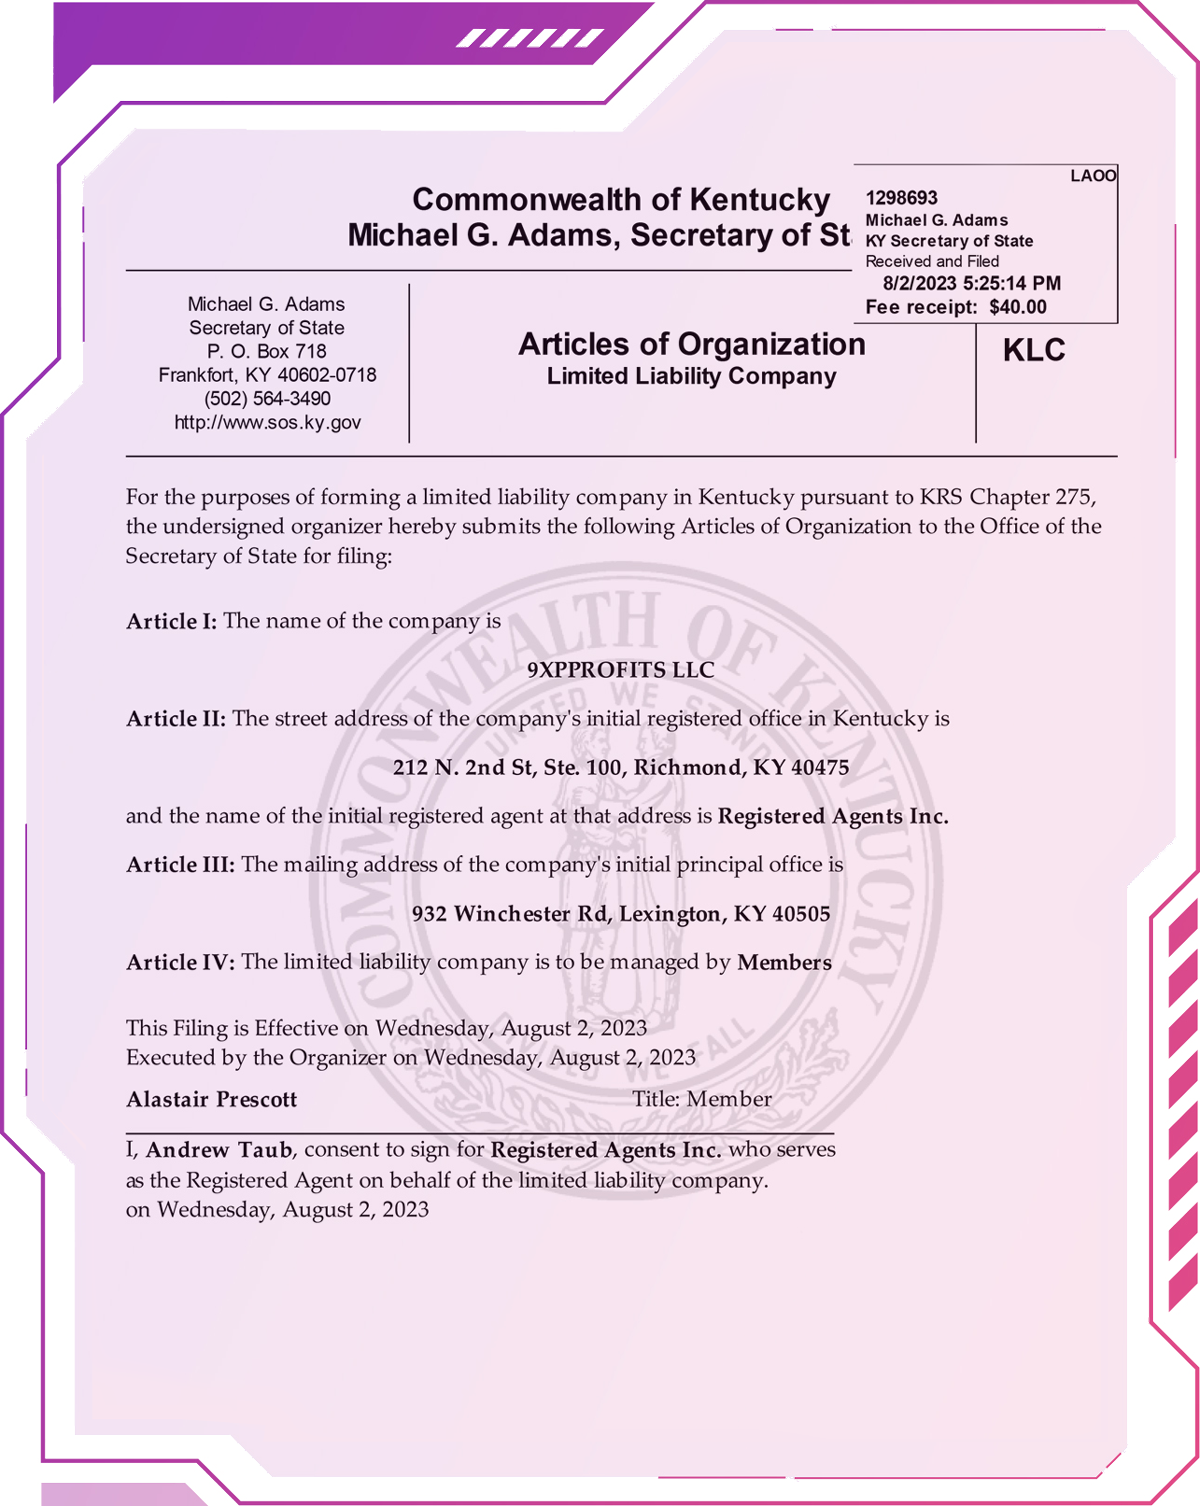 Commonwealth of Kentucky
Michael G. Adams, Secretary of St
LAOO
1298693
Michael G. Adams
KY Secretary of State
Received and Filed
8/2/2023 5:25:14 PM
Fee receipt: $40.00
Michael G. Adams
Secretary of State
P. O. Box 718
Frankfort, KY 40602-0718
(502) 564-3490
http://www.sos.ky.gov
Articles of Organization
Limited Liability Company
KLC
For the purposes of forming a limited liability company in Kentucky pursuant to KRS Chapter 275,
the undersigned organizer hereby submits the following Articles of Organization to the Office of the
Secretary of State for filing:
Article I: The name of the company is
9XPPROFITS LLC
Article II: The street address of the company's initial registered office in Kentucky is
212 N. 2nd St, Ste. 100, Richmond, KY 40475
and the name of the initial registered agent at that address is Registered Agents Inc.
Article III: The mailing address of the company's initial principal office is
932 Winchester Rd, Lexington, KY 40505
Article IV: The limited liability company is to be managed by Members
This Filing is Effective on Wednesday, August 2, 2023
Executed by the Organizer on Wednesday, August 2, 2023
Alastair Prescott Title: Member
I, Andrew Taub, consent to sign for Registered Agents Inc. who serves
as the Registered Agent on behalf of the limited liability company.
on Wednesday, August 2, 2023
COMMONWEALTH OF KENTUCKY
UNITED WE STAND
DIVIDED WE FALL